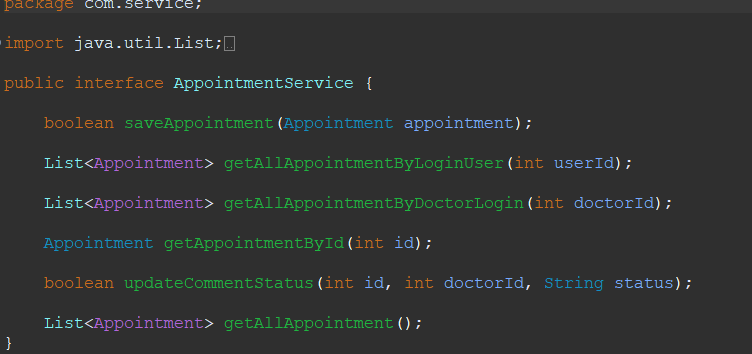 package com.service;
import java.util.List;
public interface AppointmentService {
boolean saveAppointment(Appointment appointment);
List<Appointment> getAllAppointmentByLoginUser(int userId);
List<Appointment> getAllAppointmentByDoctorLogin(int doctorId);
Appointment getAppointmentById(int id);
boolean updateCommentStatus(int id, int doctorId, String status);
List<Appointment> getAllAppointment();
}